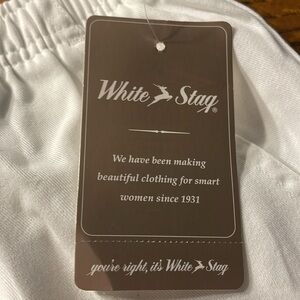 White Stag®
We have been making
beautiful clothing for smart
women since 1931
you're right, it's White Stag